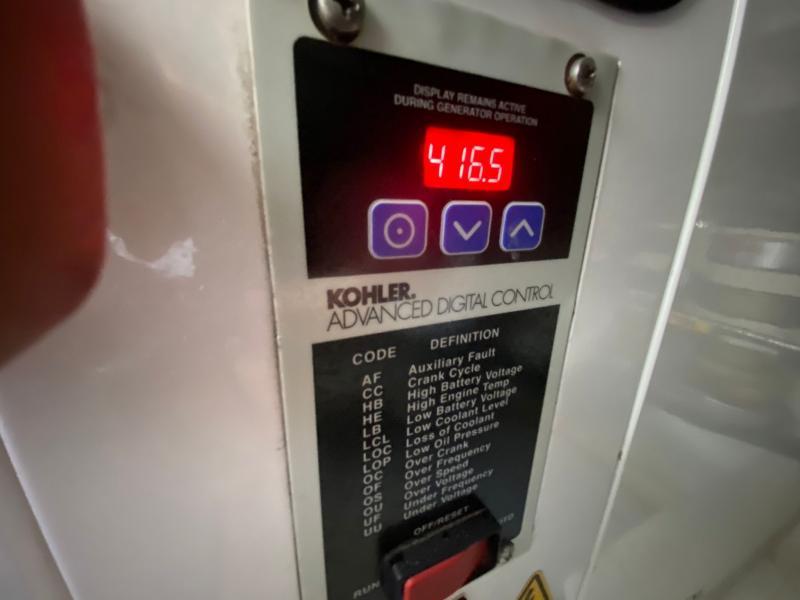 DISPLAY REMAINS ACTIVE
DURING GENERATOR OPERATION
416.5
KOHLER.
ADVANCED DIGITAL CONTROL
CODE DEFINITION
AF Auxiliary Fault
CC Crank Cycle
HB High Battery Voltage
HE High Engine Temp
LB Low Battery Voltage
LCL Low Coolant Level
LOC Loss of Coolant
LOP Low Oil Pressure
OC Over Crank
OF Over Frequency
OS Over Speed
OU Over Voltage
UF Under Frequency
UU Under Voltage
OFF/RESET
RUN